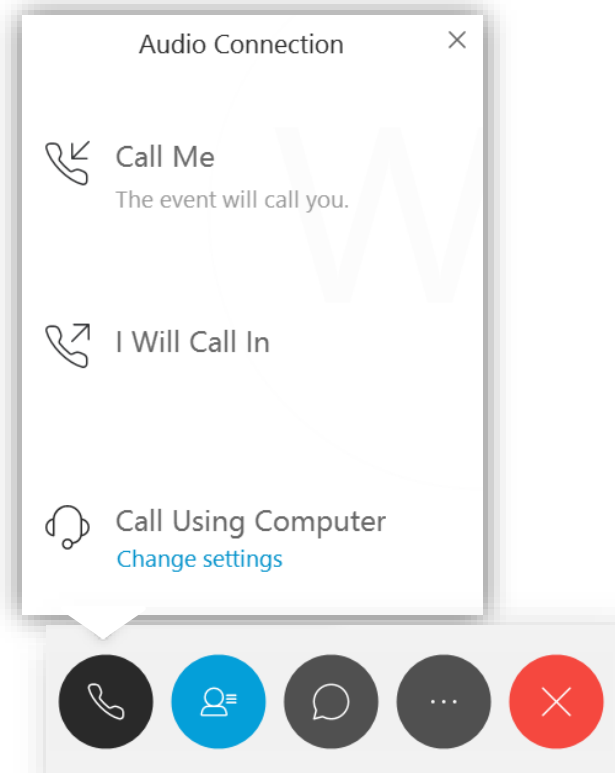 Audio Connection
Call Me
The event will call you.
I Will Call In
Call Using Computer
Change settings